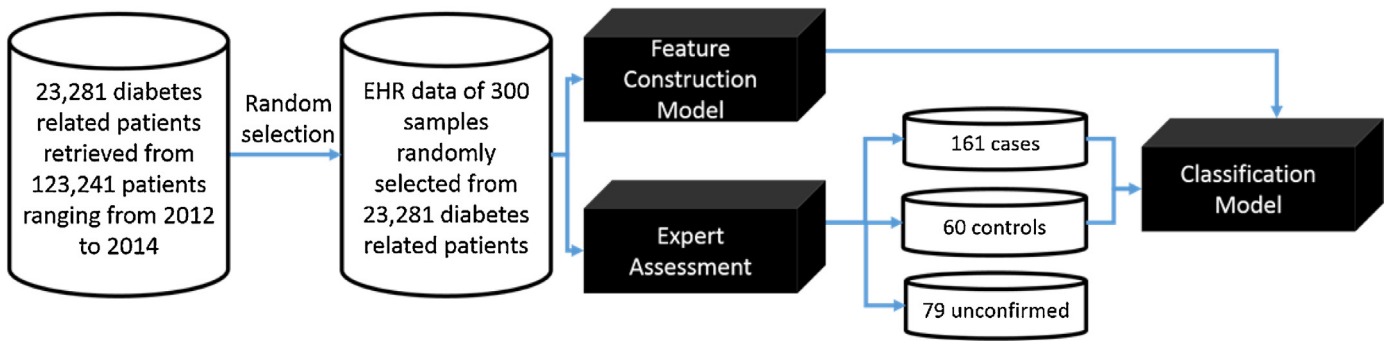 23,281 diabetes
related patients
retrieved from
123,241 patients
ranging from 2012
to 2014
Random
selection
EHR data of 300
samples
randomly
selected from
23,281 diabetes
related patients
Feature
Construction
Model
Expert
Assessment
161 cases
60 controls
79 unconfirmed
Classification
Model